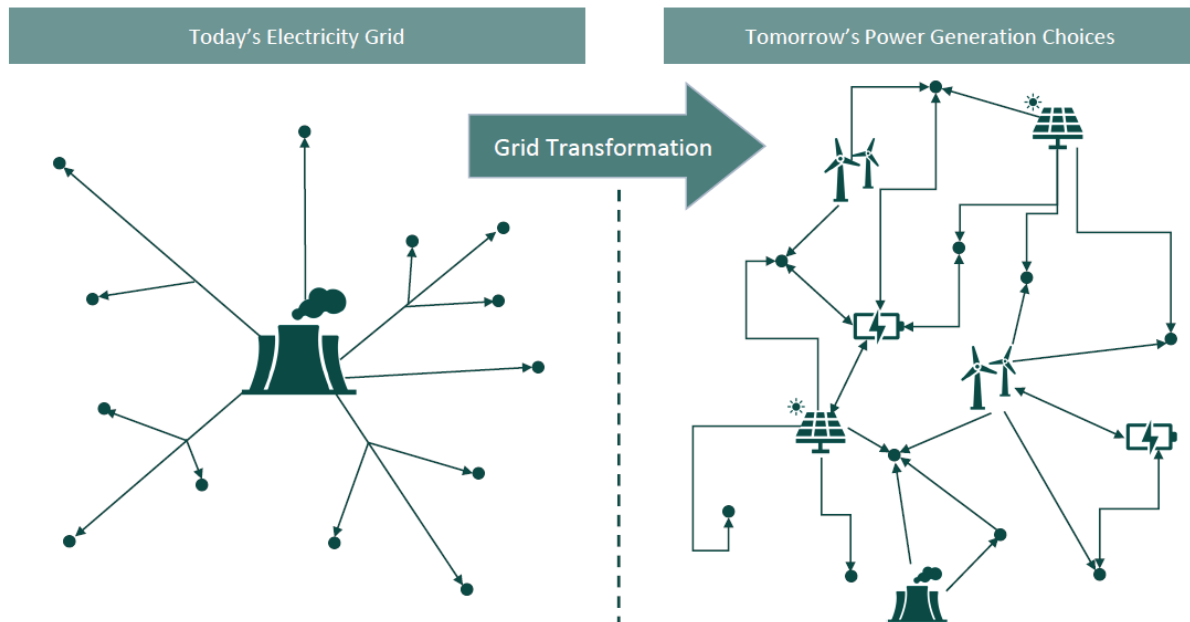 Today's Electricity Grid
Tomorrow's Power Generation Choices
Grid Transformation